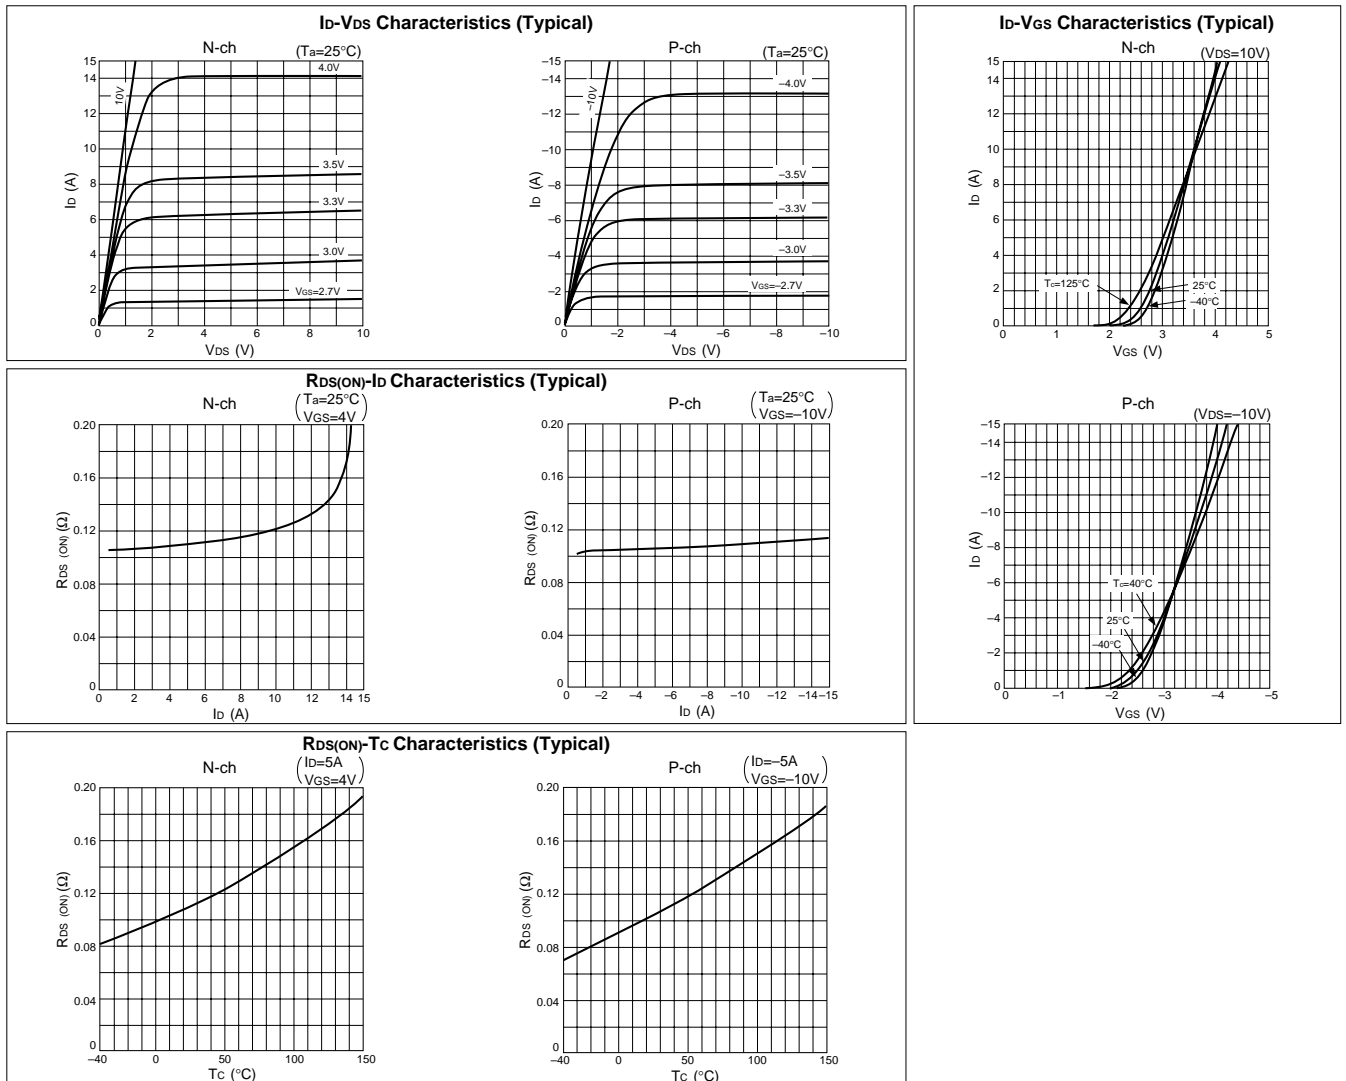 ID-VDS Characteristics (Typical)
N-ch
(Ta=25°C)
15
14
12
10
8
6
4
2
0
ID (A)
10V
4.0V
3.5V
3.3V
3.0V
VGS=2.7V
0
2
4
6
8
10
VDS (V)
P-ch
(Ta=25°C)
–15
–14
–12
–10
–8
–6
–4
–2
0
ID (A)
–10V
–4.0V
–3.5V
–3.3V
–3.0V
VGS=–2.7V
0
–2
–4
–6
–8
–10
VDS (V)
ID-VGS Characteristics (Typical)
N-ch
(VDS=10V)
15
14
12
10
8
6
4
2
0
ID (A)
Tc=125°C
25°C
–40°C
0
1
2
3
4
5
VGS (V)
P-ch
(VDS=–10V)
–15
–14
–12
–10
–8
–6
–4
–2
0
ID (A)
Tc=40°C
25°C
–40°C
0
–1
–2
–3
–4
–5
VGS (V)
RDS(ON)-ID Characteristics (Typical)
N-ch
(Ta=25°C
VGS=4V)
0.20
0.16
0.12
0.08
0.04
0
RDS (ON) (Ω)
0
2
4
6
8
10
12
14 15
ID (A)
P-ch
(Ta=25°C
VGS=–10V)
0.20
0.16
0.12
0.08
0.04
0
RDS (ON) (Ω)
0
–2
–4
–6
–8
–10
–12
–14–15
ID (A)
RDS(ON)-TC Characteristics (Typical)
N-ch
(ID=5A
VGS=4V)
0.20
0.16
0.12
0.08
0.04
0
RDS (ON) (Ω)
–40
0
50
100
150
TC (°C)
P-ch
(ID=–5A
VGS=–10V)
0.20
0.16
0.12
0.08
0.04
0
RDS (ON) (Ω)
–40
0
50
100
150
TC (°C)